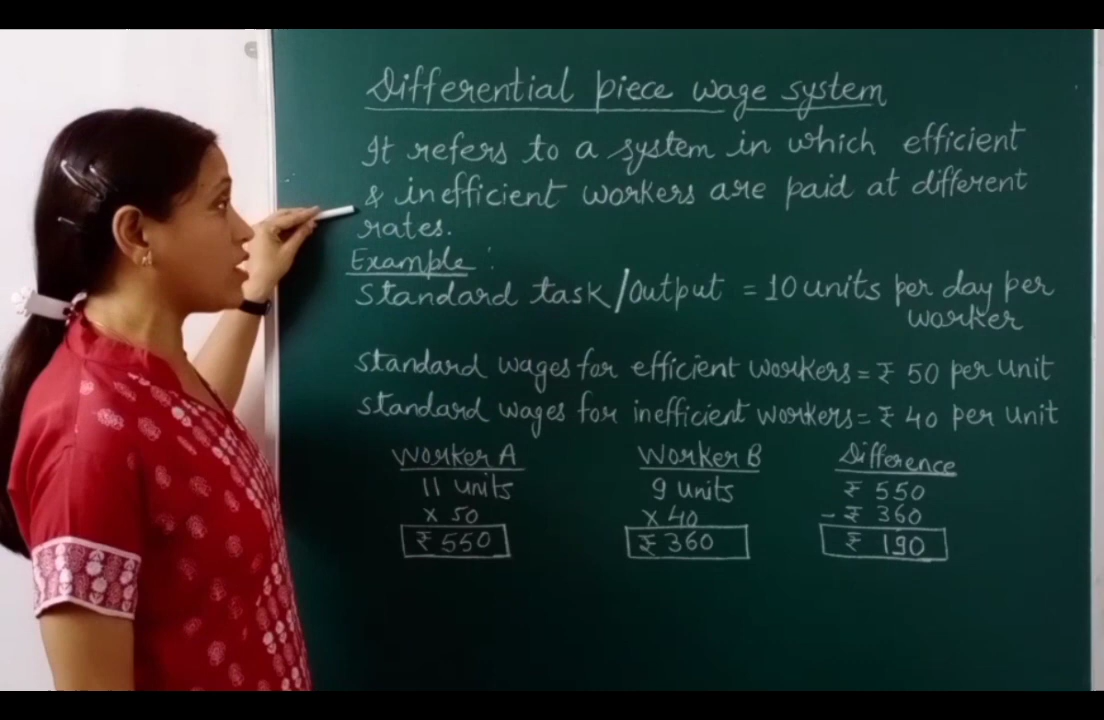 Differential piece wage system
It refers to a system in which efficient
& inefficient workers are paid at different
rates.
Example :
Standard task/output = 10 units per day per
worker
standard wages for efficient workers = ₹ 50 per unit
standard wages for inefficient workers = ₹ 40 per unit
Worker A Worker B Difference
11 units 9 units ₹ 550
x 50 x 40 - ₹ 360
₹ 550 ₹ 360 ₹ 190